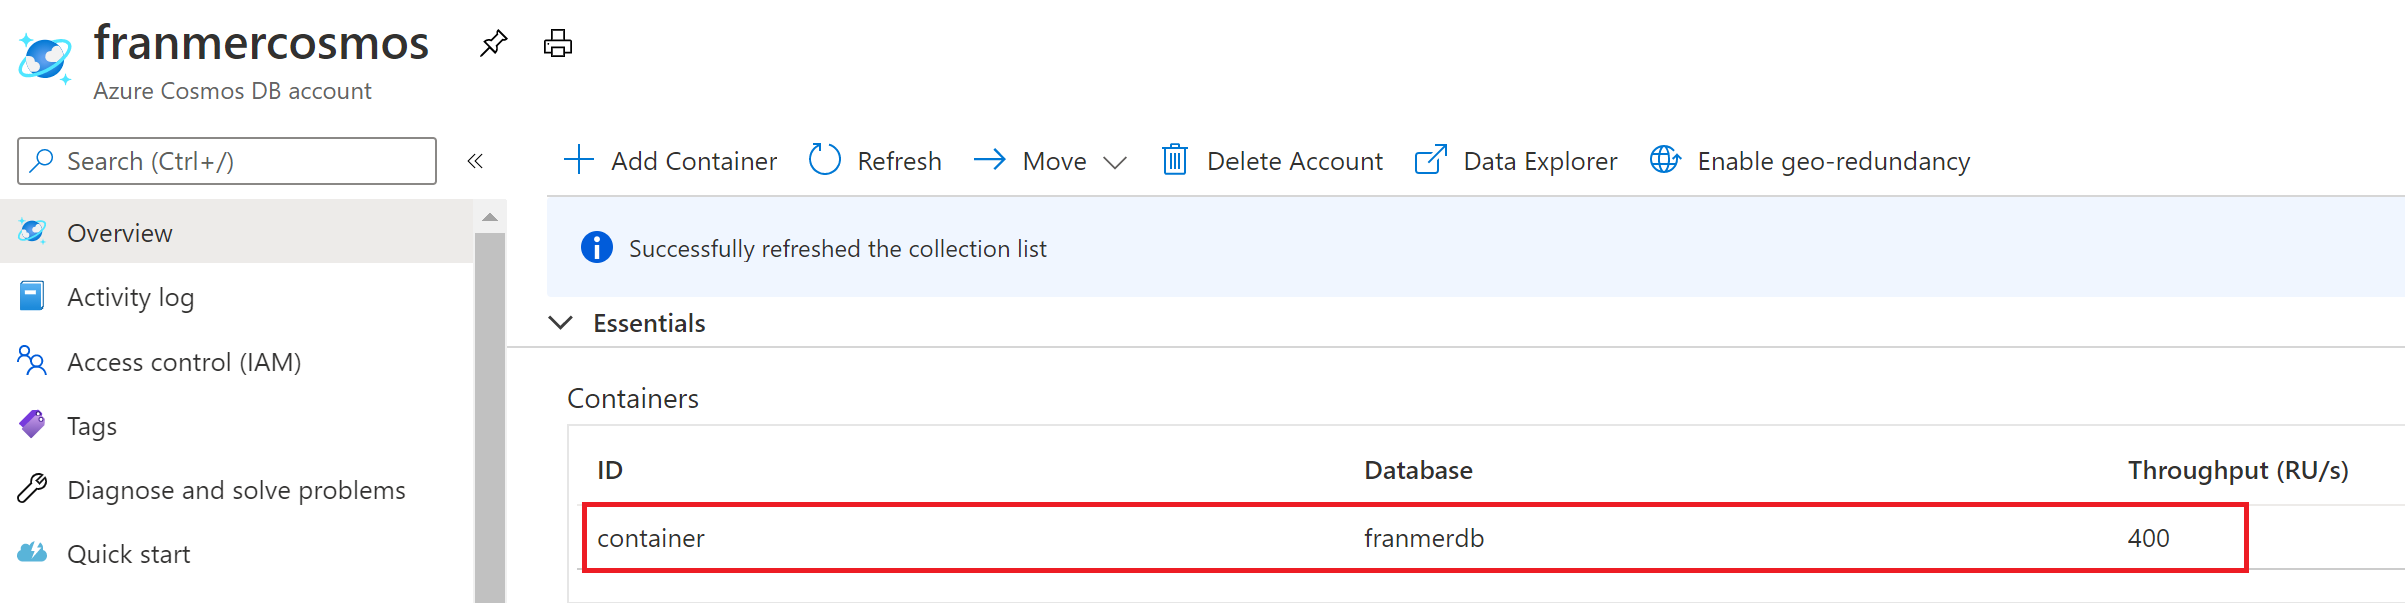 franmercosmos
Azure Cosmos DB account
Search (Ctrl+/)
Overview
Activity log
Access control (IAM)
Tags
Diagnose and solve problems
Quick start
Add Container Refresh Move Delete Account Data Explorer Enable geo-redundancy
Successfully refreshed the collection list
Essentials
Containers
ID Database Throughput (RU/s)
container franmerdb 400